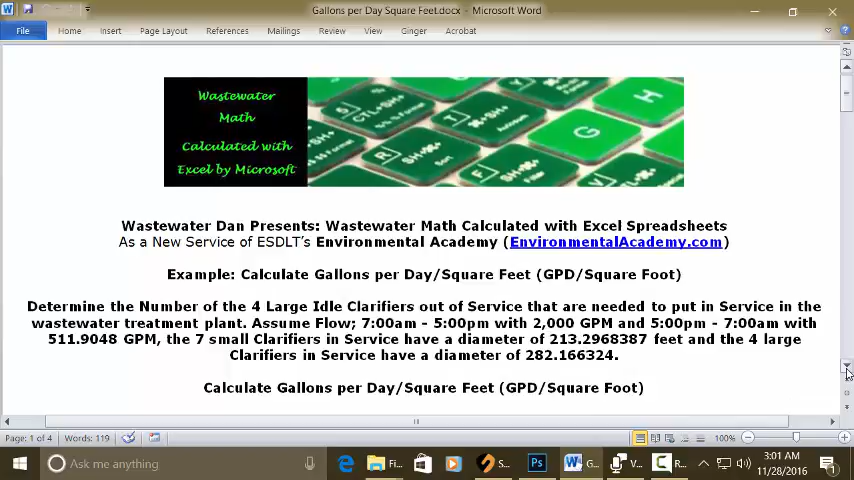 Gallons per Day Square Feet.docx - Microsoft Word
File Home Insert Page Layout References Mailings Review View Ginger Acrobat
Wastewater
Math
Calculated with
Excel by Microsoft
Wastewater Dan Presents: Wastewater Math Calculated with Excel Spreadsheets
As a New Service of ESDLT's Environmental Academy (EnvironmentalAcademy.com)
Example: Calculate Gallons per Day/Square Feet (GPD/Square Foot)
Determine the Number of the 4 Large Idle Clarifiers out of Service that are needed to put in Service in the
wastewater treatment plant. Assume Flow; 7:00am - 5:00pm with 2,000 GPM and 5:00pm - 7:00am with
511.9048 GPM, the 7 small Clarifiers in Service have a diameter of 213.2968387 feet and the 4 large
Clarifiers in Service have a diameter of 282.166324.
Calculate Gallons per Day/Square Feet (GPD/Square Foot)
Page: 1 of 4 Words: 119 100%
Ask me anything Fi... S... G... V... R... 3:01 AM
11/28/2016